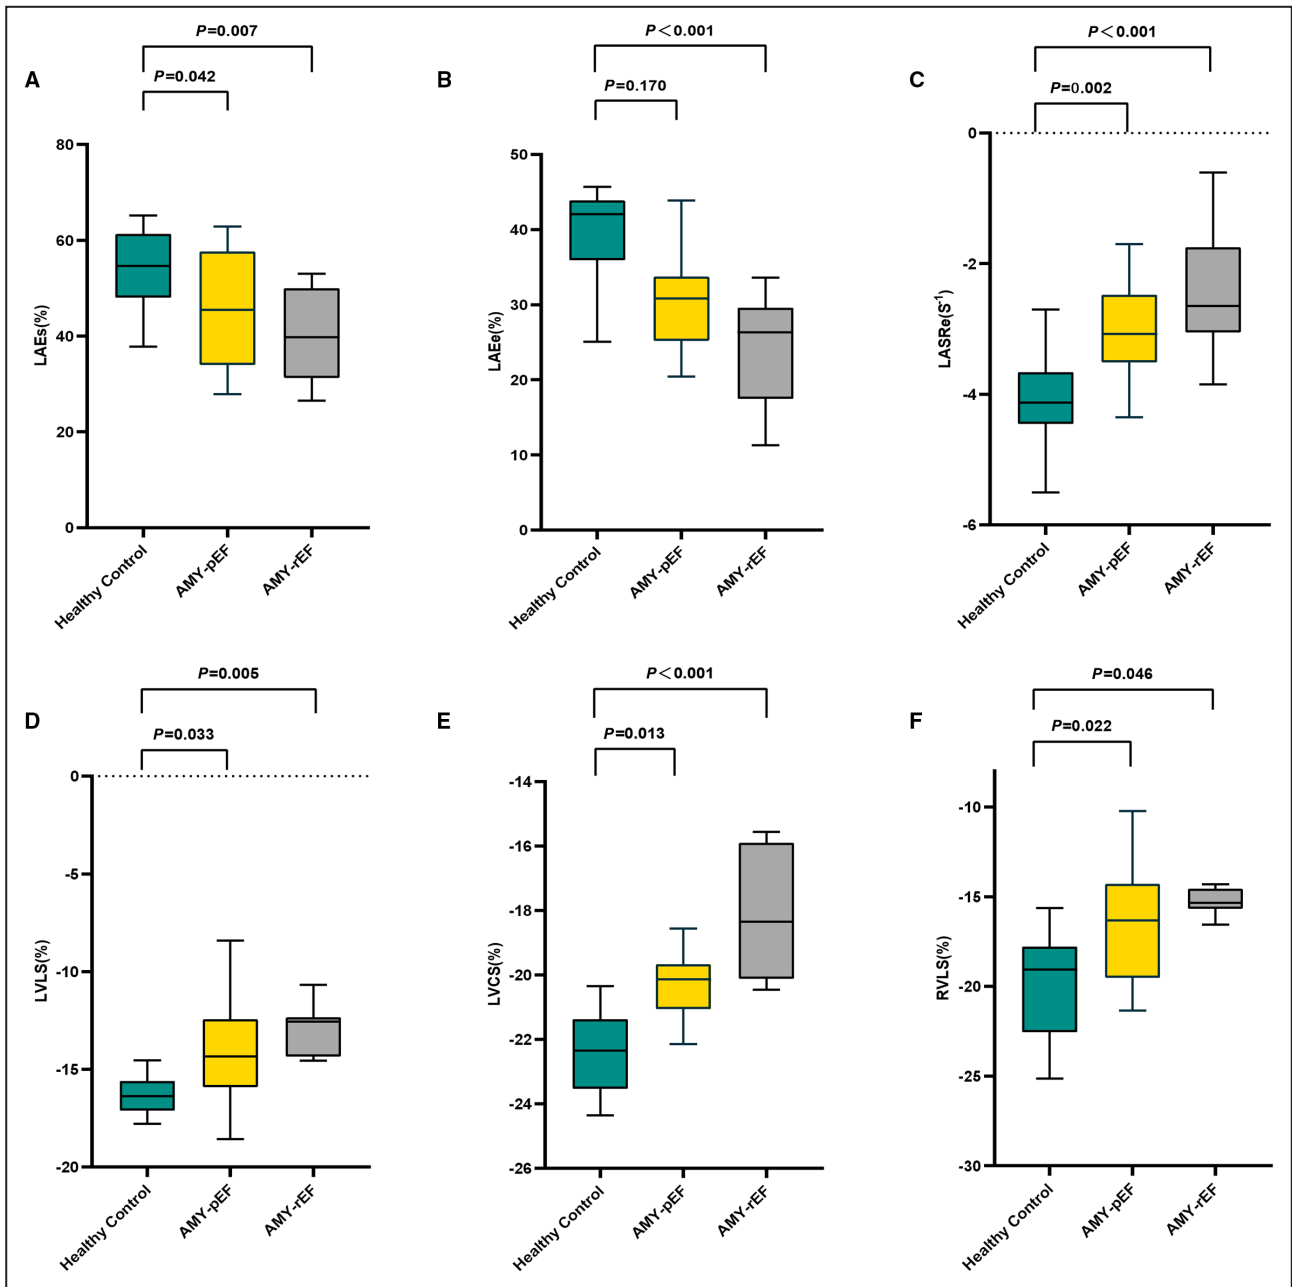 P=0.007
P=0.042
A
80
60
40
20
0
LAEs(%)
Healthy Control
AMY-pEF
AMY-rEF
P<0.001
P=0.170
B
50
40
30
20
10
0
LAEe(%)
Healthy Control
AMY-pEF
AMY-rEF
P<0.001
P=0.002
C
0
-2
-4
-6
LASRe(S-1)
Healthy Control
AMY-pEF
AMY-rEF
P=0.005
P=0.033
D
0
-5
-10
-15
-20
LVLS(%)
Healthy Control
AMY-pEF
AMY-rEF
P<0.001
P=0.013
E
-14
-16
-18
-20
-22
-24
-26
LVCS(%)
Healthy Control
AMY-pEF
AMY-rEF
P=0.046
P=0.022
F
-10
-15
-20
-25
-30
RVLS(%)
Healthy Control
AMY-pEF
AMY-rEF